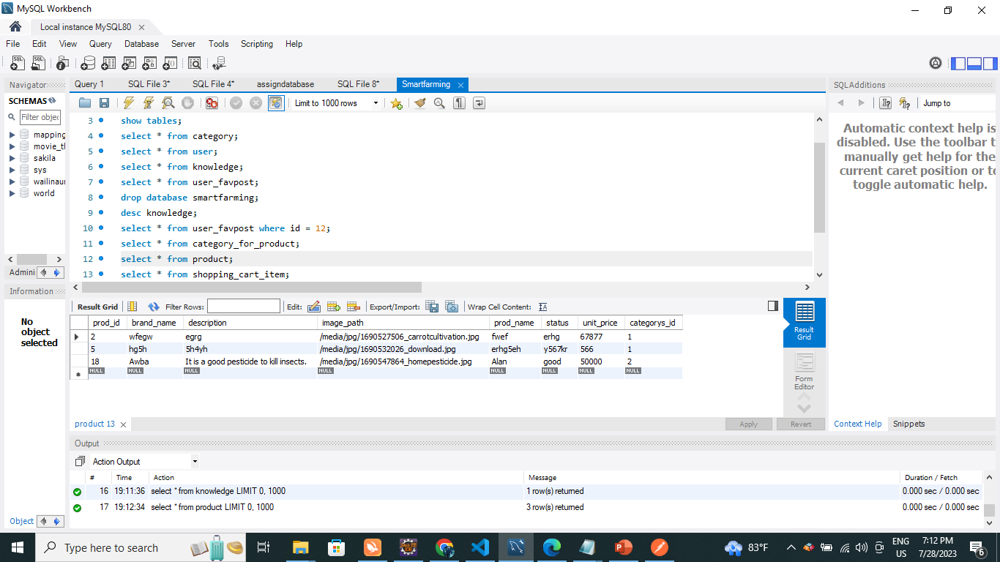 MySQL Workbench
Local instance MySQL80
File Edit View Query Database Server Tools Scripting Help
Navigator
SCHEMAS
Filter objec
mapping
movie_th
sakila
sys
wailinaun
world
Admini
Information
No object selected
Object
Query 1 SQL File 3* SQL File 4* assigndatabase SQL File 8* Smartfarming
Limit to 1000 rows
3 show tables;
4 select * from category;
5 select * from user;
6 select * from knowledge;
7 select * from user_favpost;
8 drop database smartfarming;
9 desc knowledge;
10 select * from user_favpost where id = 12;
11 select * from category_for_product;
12 select * from product;
13 select * from shopping_cart_item;
Result Grid Filter Rows: Edit: Export/Import: Wrap Cell Content:
prod_id brand_name description image_path prod_name status unit_price categorys_id
2 wfegw egrg /media/jpg/1690527506_carrotcultivation.jpg fwef erhg 67877 1
5 hg5h 5h4yh /media/jpg/1690532026_download.jpg erhg5eh y567kr 566 1
18 Awba It is a good pesticide to kill insects. /media/jpg/1690547864_homepesticide.jpg Alan good 50000 2
NULL NULL NULL NULL NULL NULL NULL NULL
Result Grid
Form Editor
product 13
Apply Revert
SQLAdditions
Jump to
Automatic context help is
disabled. Use the toolbar t
manually get help for the
current caret position or to
toggle automatic help.
Context Help Snippets
Output
Action Output
# Time Action Message Duration / Fetch
16 19:11:36 select * from knowledge LIMIT 0, 1000 1 row(s) returned 0.000 sec / 0.000 sec
17 19:12:34 select * from product LIMIT 0, 1000 3 row(s) returned 0.000 sec / 0.000 sec
Type here to search
83°F
ENG
US
7:12 PM
7/28/2023
6